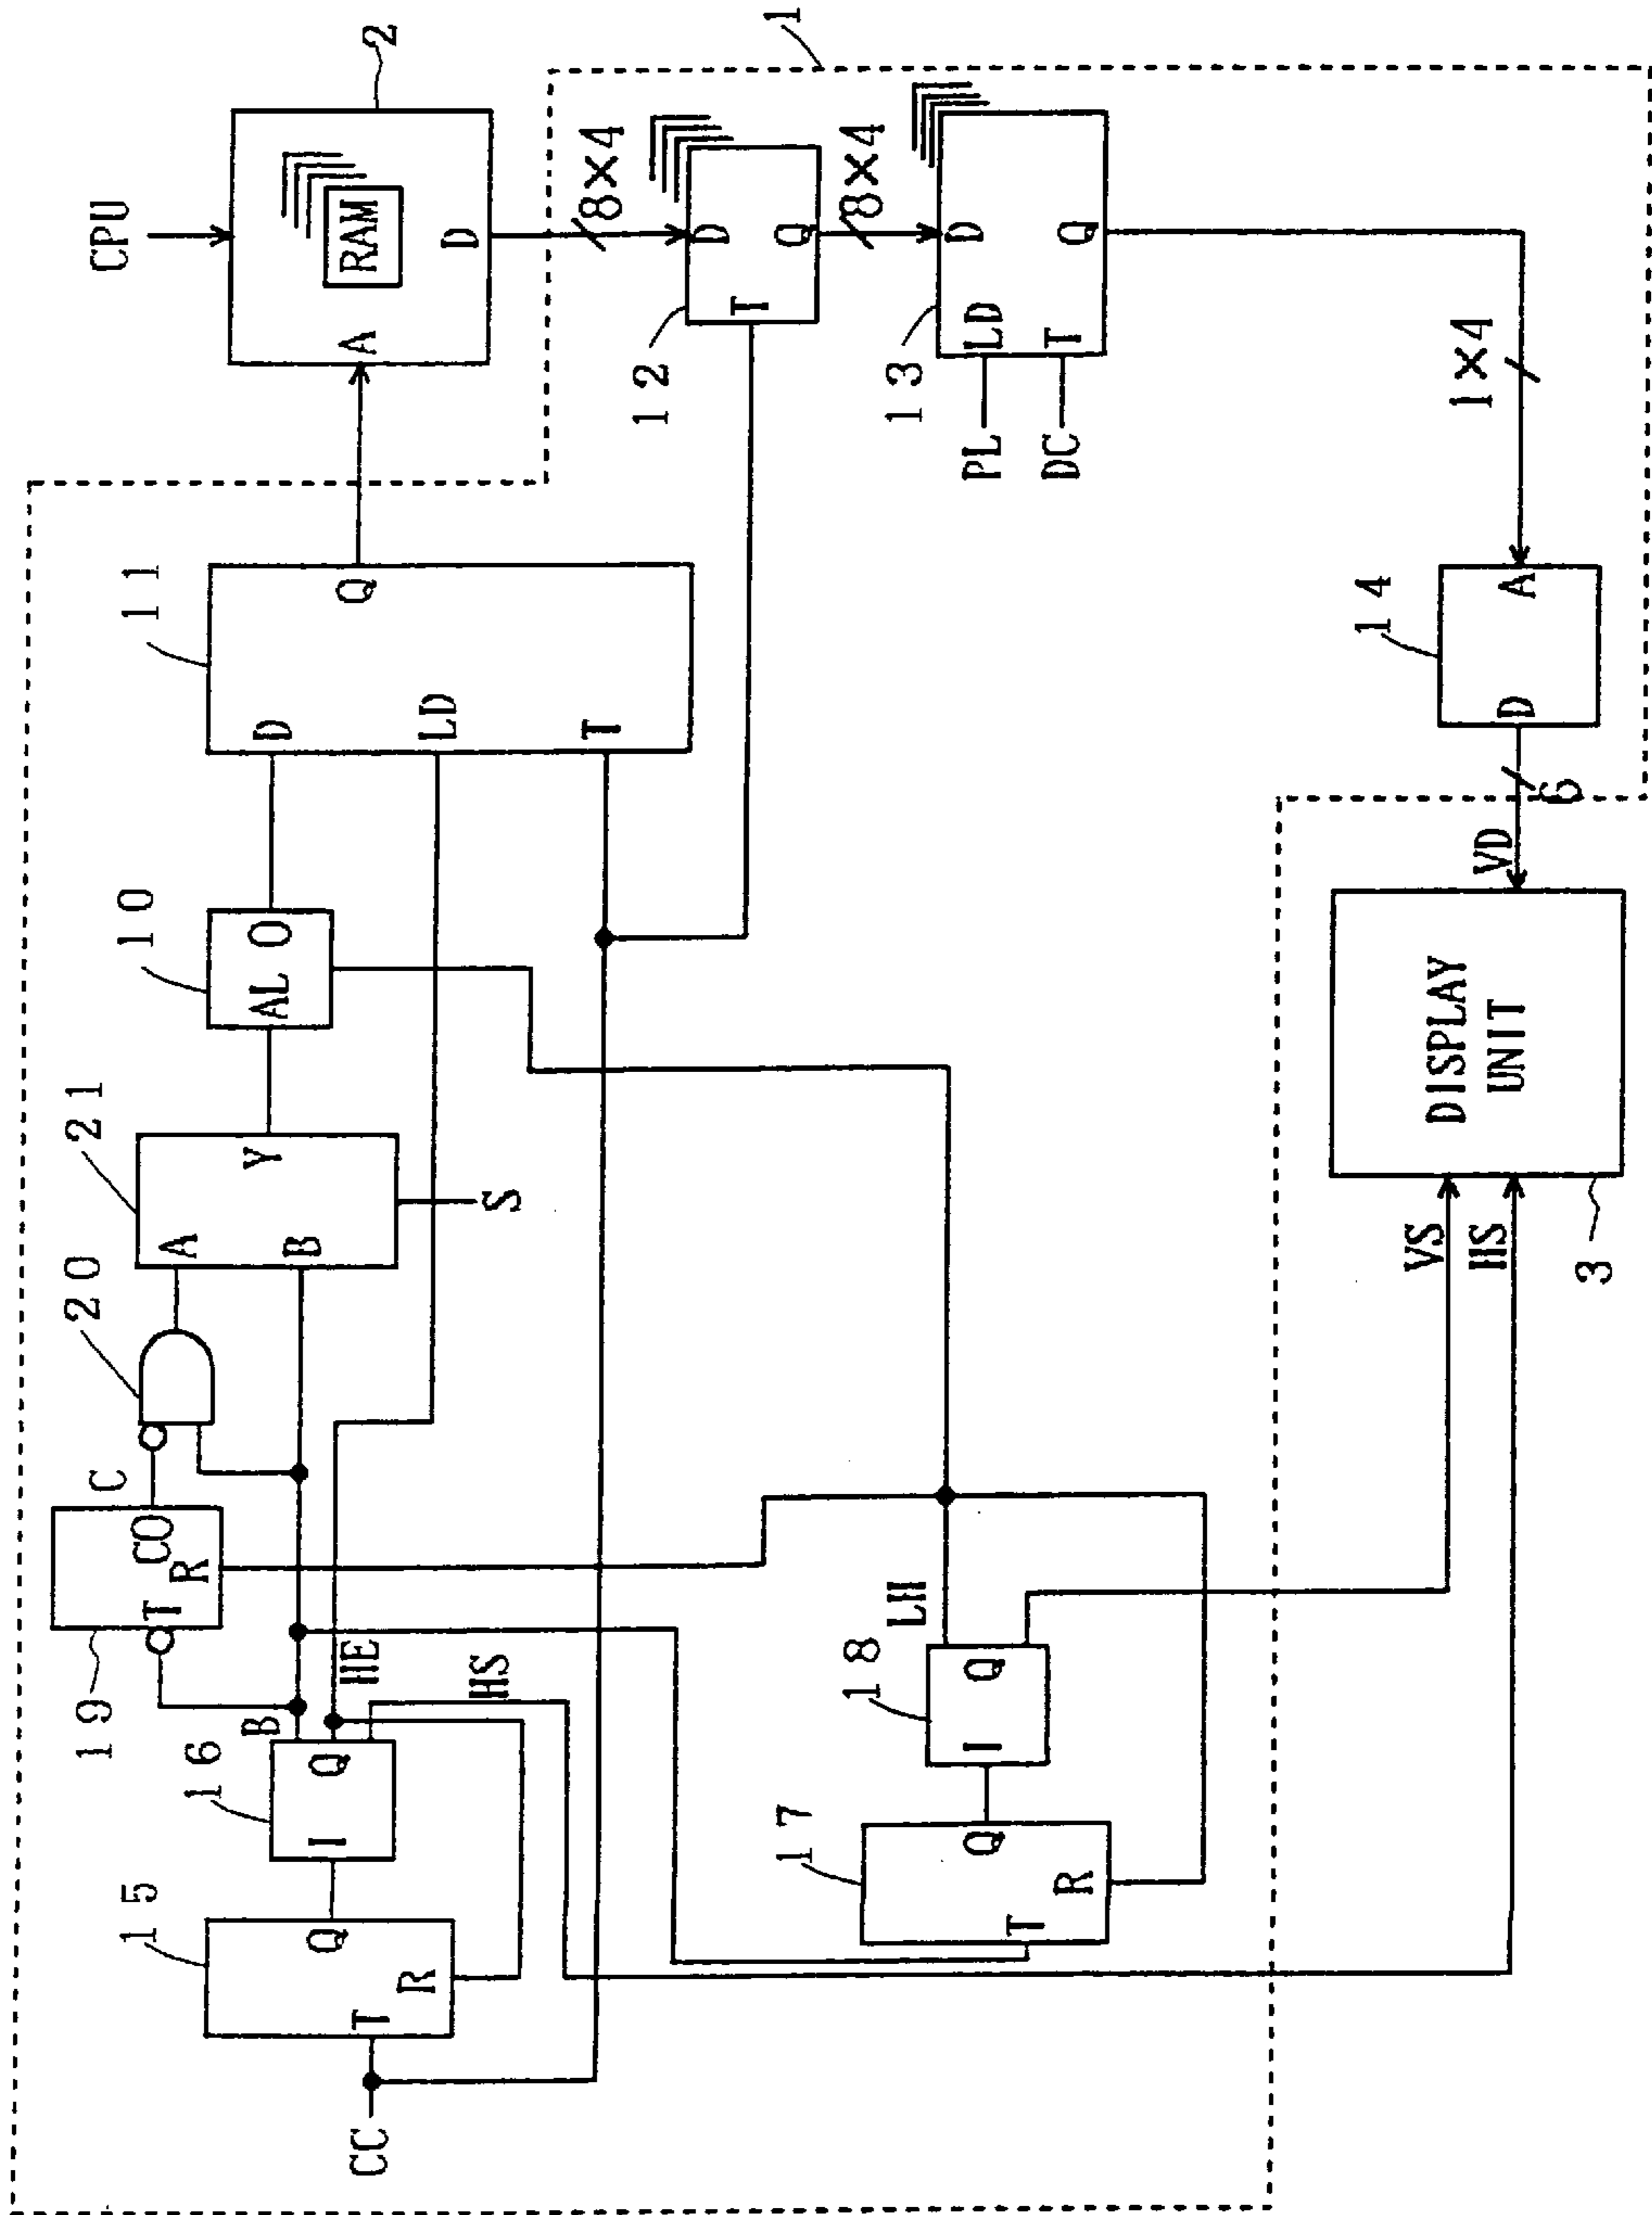 CC
15
T
Q
R
16
I
Q
B
HE
HS
19
T
CO
R
C
20
21
A
B
Y
S
10
AL O
11
D
LD
T
Q
CPU
2
RAM
A
D
8×4
1
12
D
T
Q
8×4
13
D
LD
T
Q
PL
DC
1×4
14
A
D
6
VD
17
T
Q
R
18
I
Q
LH
VS
HS
DISPLAY
UNIT
3